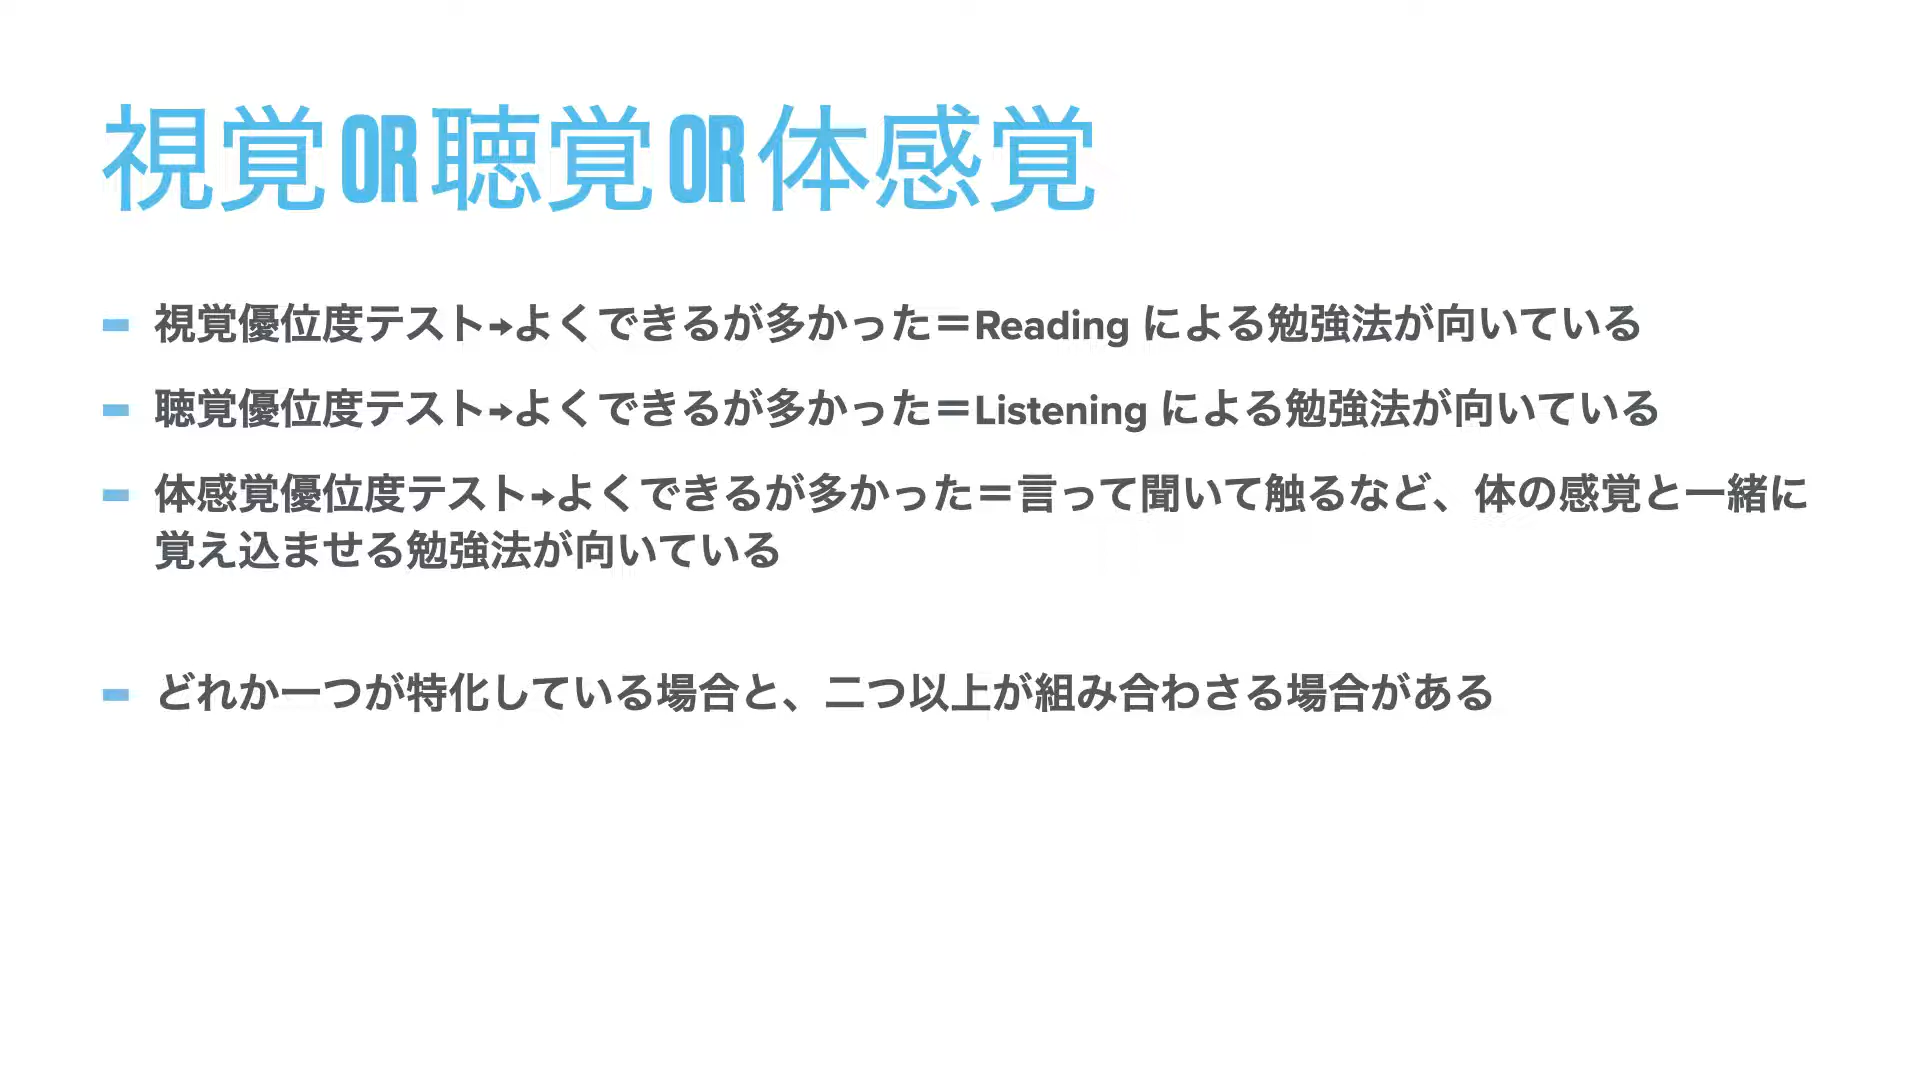 視覚OR聴覚OR体感覚
視覚優位度テスト→よくできるが多かった＝Reading による勉強法が向いている
聴覚優位度テスト→よくできるが多かった＝Listening による勉強法が向いている
体感覚優位度テスト→よくできるが多かった＝言って聞いて触るなど、体の感覚と一緒に
覚え込ませる勉強法が向いている
どれか一つが特化している場合と、二つ以上が組み合わさる場合がある